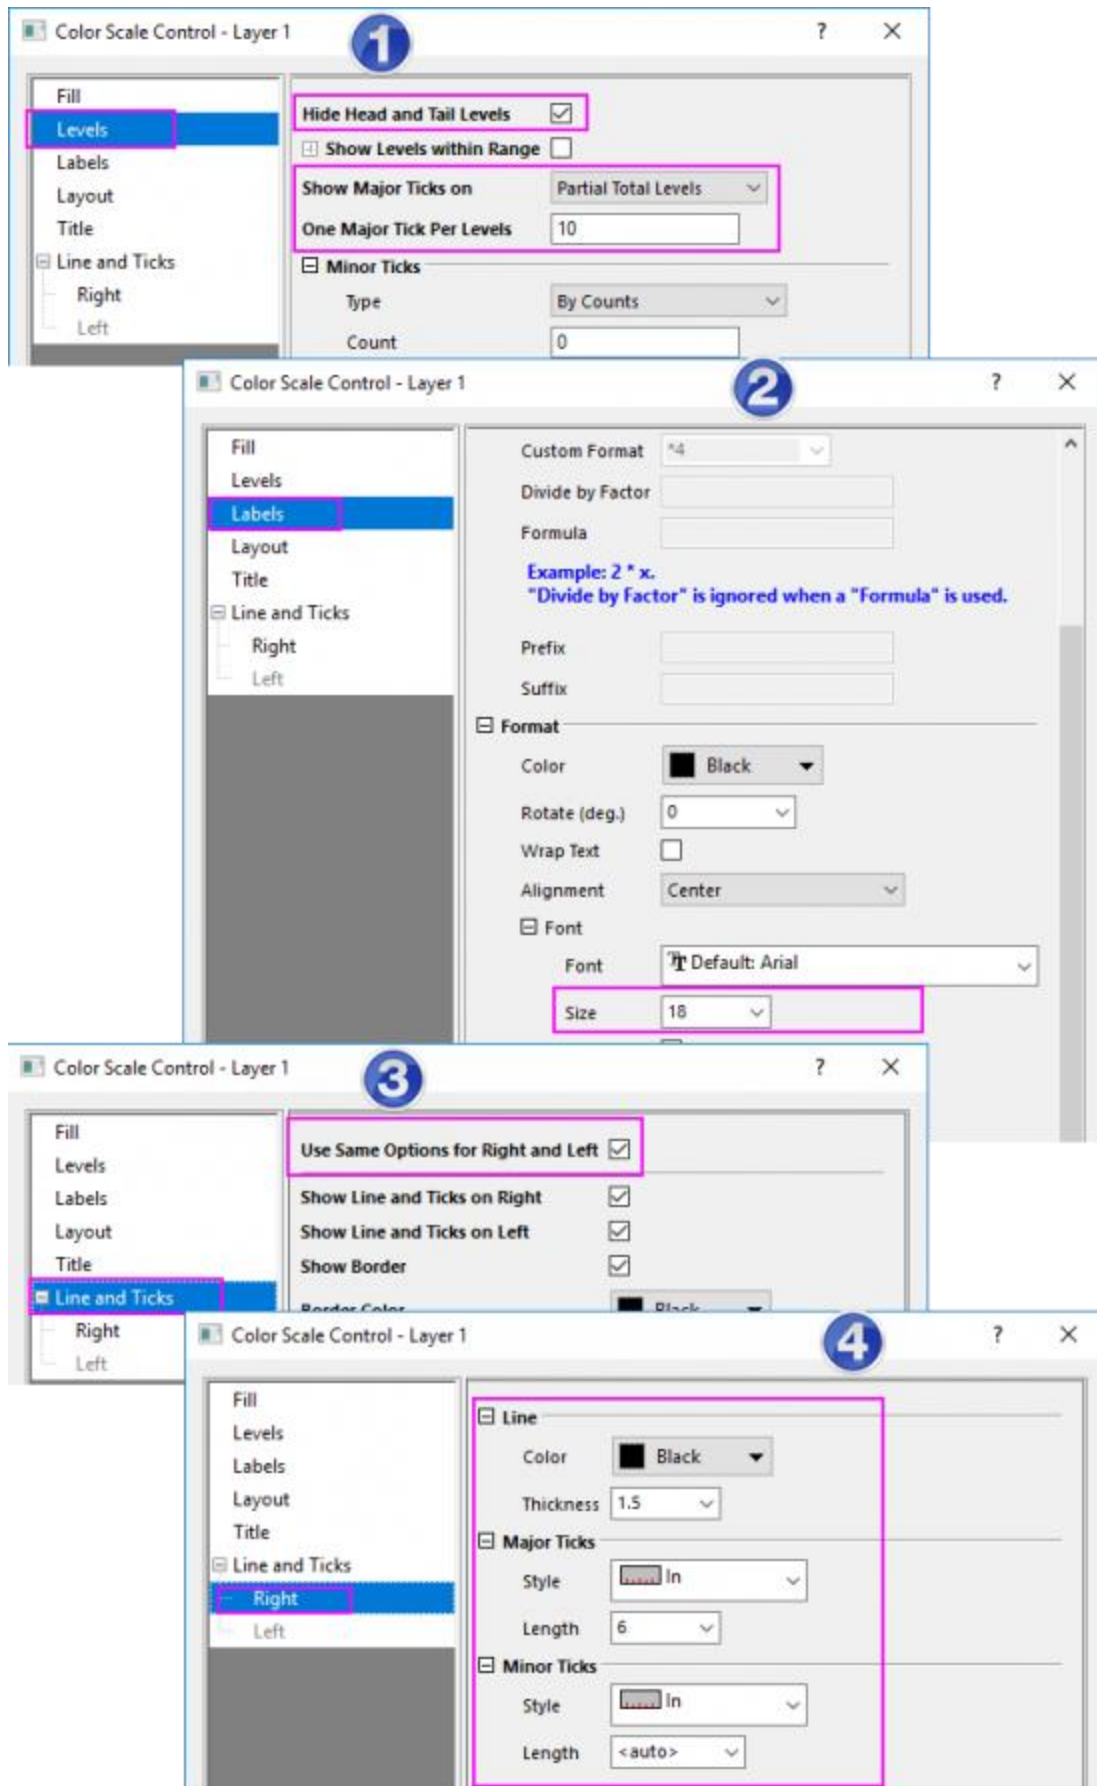 Color Scale Control - Layer 1
1
? ×
Fill
Levels
Labels
Layout
Title
Line and Ticks
Right
Left
Hide Head and Tail Levels
Show Levels within Range
Show Major Ticks on Partial Total Levels
One Major Tick Per Levels 10
Minor Ticks
Type By Counts
Count 0
Color Scale Control - Layer 1
2
? ×
Fill
Levels
Labels
Layout
Title
Line and Ticks
Right
Left
Custom Format *4
Divide by Factor
Formula
Example: 2 * x.
"Divide by Factor" is ignored when a "Formula" is used.
Prefix
Suffix
Format
Color Black
Rotate (deg.) 0
Wrap Text
Alignment Center
Font
Font Default: Arial
Size 18
Color Scale Control - Layer 1
3
? ×
Fill
Levels
Labels
Layout
Title
Line and Ticks
Right
Left
Use Same Options for Right and Left
Show Line and Ticks on Right
Show Line and Ticks on Left
Show Border
Border Color Black
Color Scale Control - Layer 1
4
? ×
Fill
Levels
Labels
Layout
Title
Line and Ticks
Right
Left
Line
Color Black
Thickness 1.5
Major Ticks
Style In
Length 6
Minor Ticks
Style In
Length <auto>